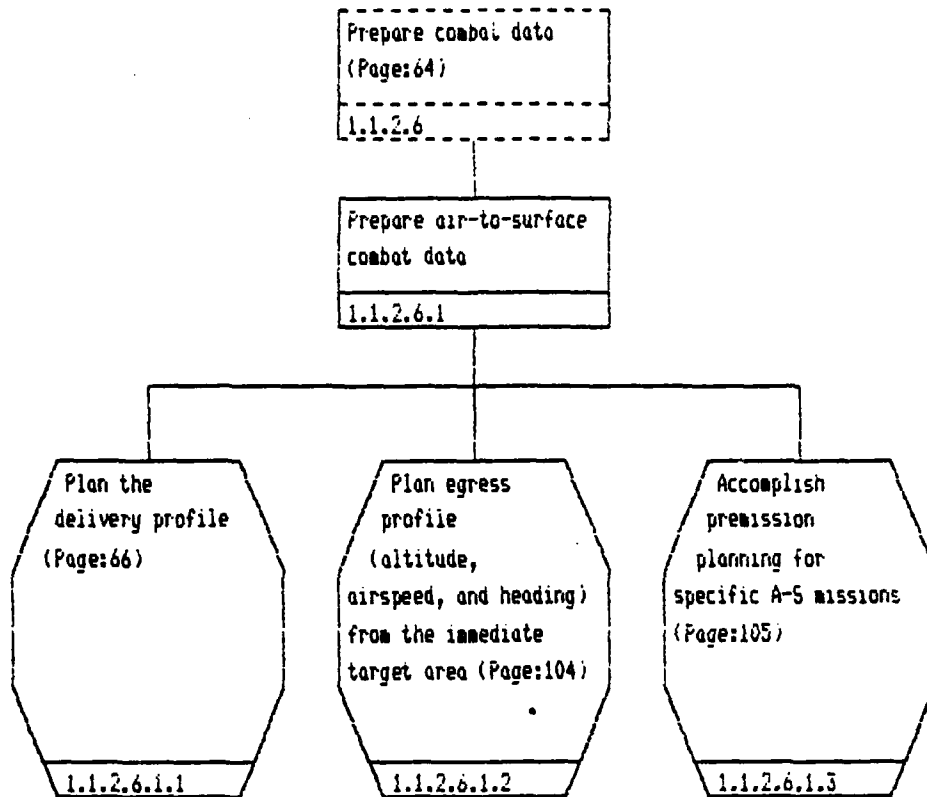 Prepare combat data
(Page:64)
1.1.2.6
Prepare air-to-surface
combat data
1.1.2.6.1
Plan the
delivery profile
(Page:66)
1.1.2.6.1.1
Plan egress
profile
(altitude,
airspeed, and heading)
from the immediate
target area (Page:104)
1.1.2.6.1.2
Accomplish
premission
planning for
specific A-S missions
(Page:105)
1.1.2.6.1.3